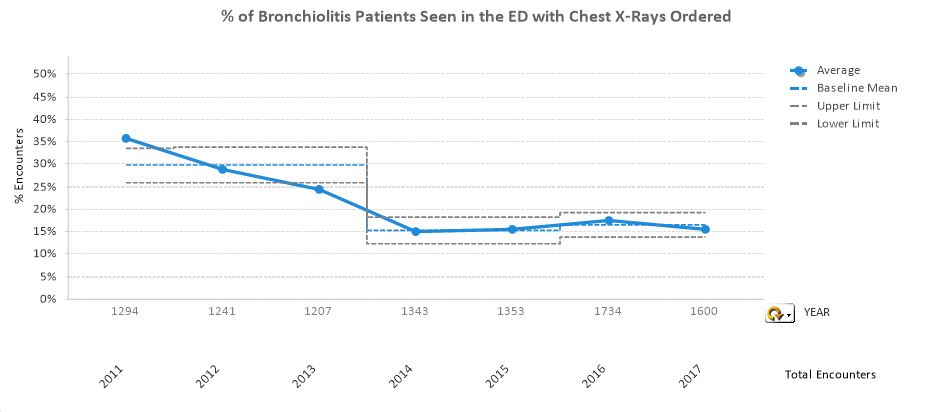 % of Bronchiolitis Patients Seen in the ED with Chest X-Rays Ordered
Average
Baseline Mean
Upper Limit
Lower Limit
% Encounters
50%
45%
40%
35%
30%
25%
20%
15%
10%
5%
0%
1294 1241 1207 1343 1353 1734 1600
YEAR
2011 2012 2013 2014 2015 2016 2017
Total Encounters